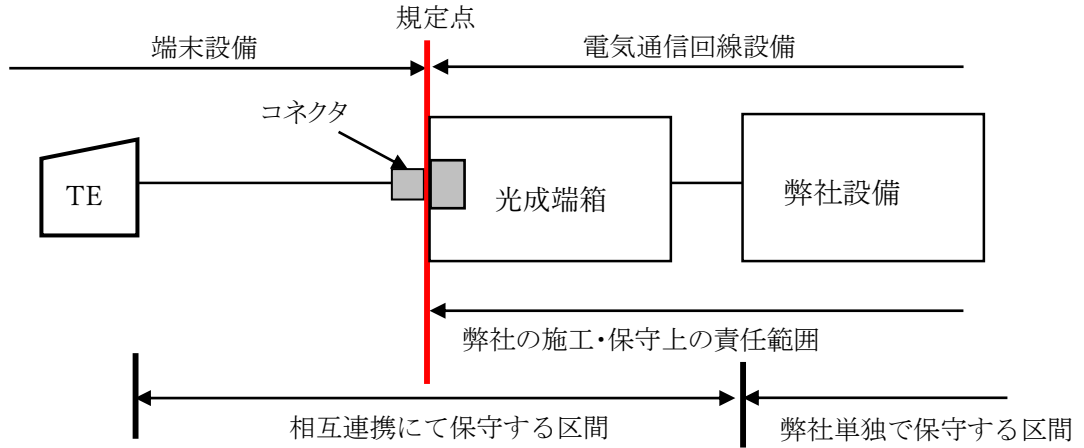 規定点
端末設備
電気通信回線設備
コネクタ
TE
光成端箱
弊社設備
弊社の施工・保守上の責任範囲
相互連携にて保守する区間
弊社単独で保守する区間